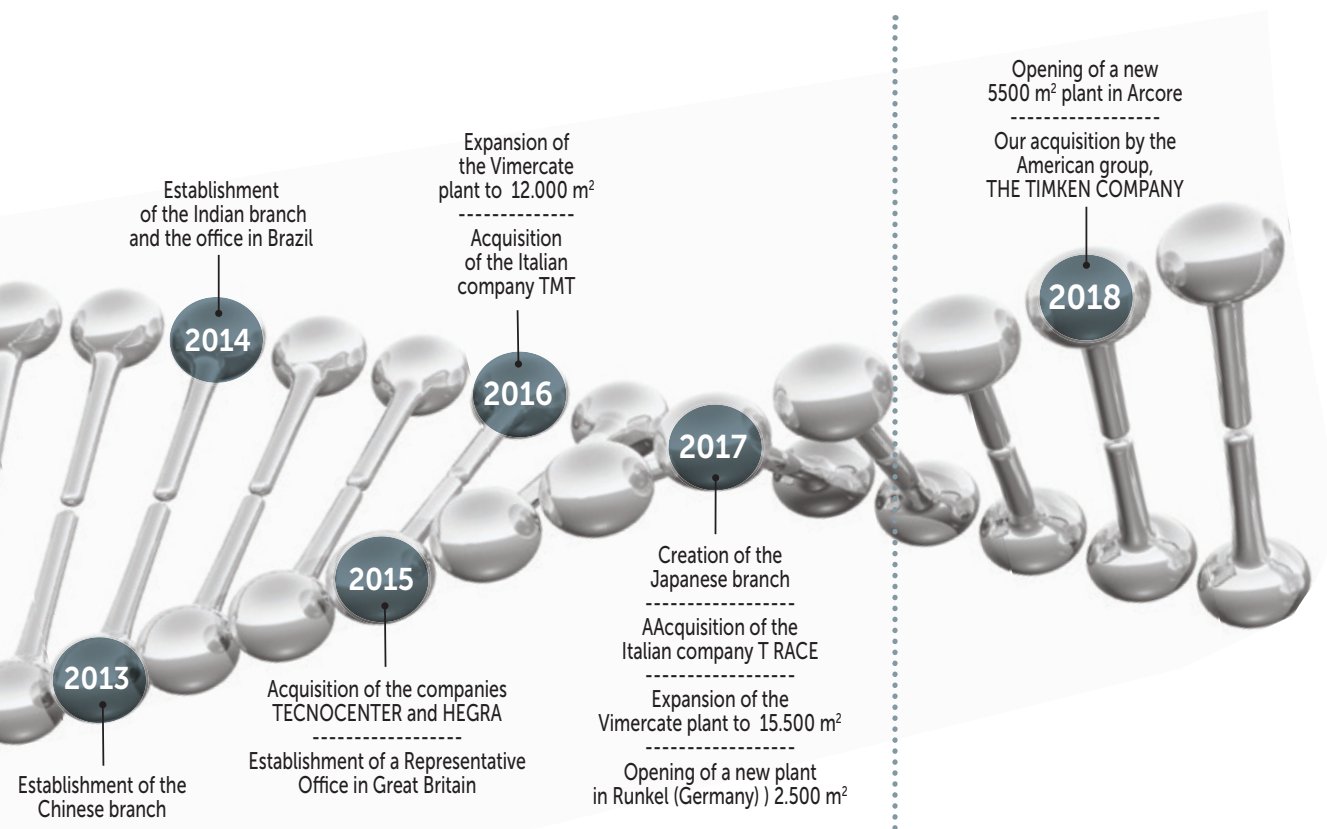 2013
Establishment of the
Chinese branch
Establishment
of the Indian branch
and the office in Brazil
2014
2015
Acquisition of the companies
TECNOCENTER and HEGRA
Establishment of a Representative
Office in Great Britain
Expansion of
the Vimercate
plant to 12.000 m²
Acquisition
of the Italian
company TMT
2016
2017
Creation of the
Japanese branch
AAcquisition of the
Italian company T RACE
Expansion of the
Vimercate plant to 15.500 m²
Opening of a new plant
in Runkel (Germany) ) 2.500 m²
Opening of a new
5500 m² plant in Arcore
Our acquisition by the
American group,
THE TIMKEN COMPANY
2018